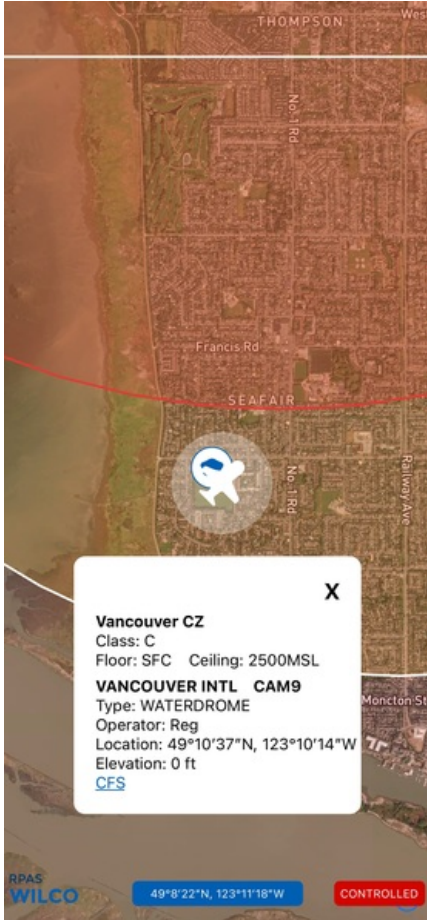 THOMPSON
Wes
No 1 Rd
Francis Rd
SEAFAIR
No. 1 Rd
Railway Ave
X
Vancouver CZ
Class: C
Floor: SFC Ceiling: 2500MSL
VANCOUVER INTL CAM9
Type: WATERDROME
Operator: Reg
Location: 49°10'37"N, 123°10'14"W
Elevation: 0 ft
CFS
Moncton St
RPAS
WILCO
49°8'22"N, 123°11'18"W
CONTROLLED